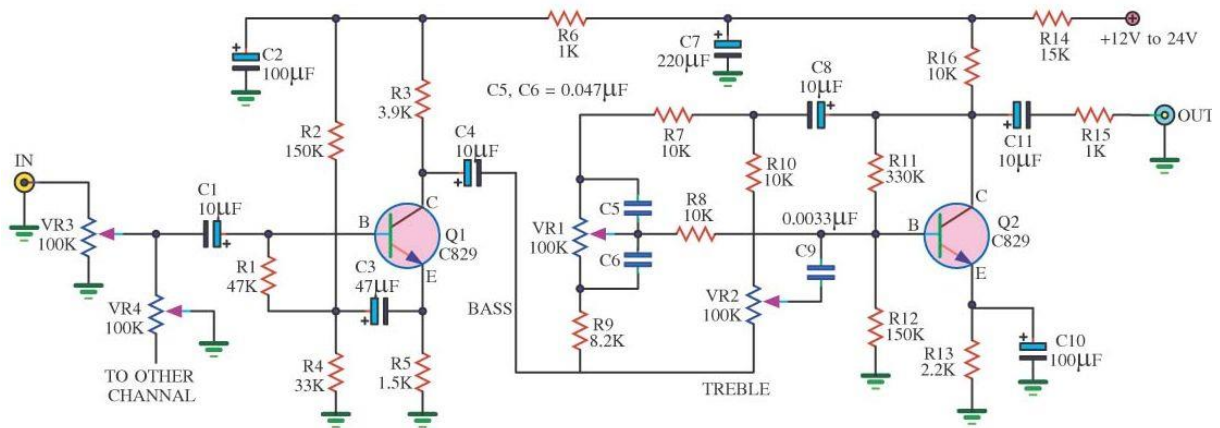 C2
100µF
R6
1K
C7
220µF
R14
15K
+12V to 24V
R16
10K
C8
10µF
C5, C6 = 0.047µF
R3
3.9K
R2
150K
C4
10µF
R7
10K
R10
10K
R11
330K
C11
10µF
R15
1K
OUT
IN
VR3
100K
C1
10µF
B
C
E
Q1
C829
R1
47K
C3
47µF
VR4
100K
TO OTHER
CHANNAL
R4
33K
R5
1.5K
BASS
VR1
100K
C5
C6
R8
10K
R9
8.2K
0.0033µF
C9
VR2
100K
TREBLE
B
C
E
Q2
C829
R12
150K
R13
2.2K
C10
100µF